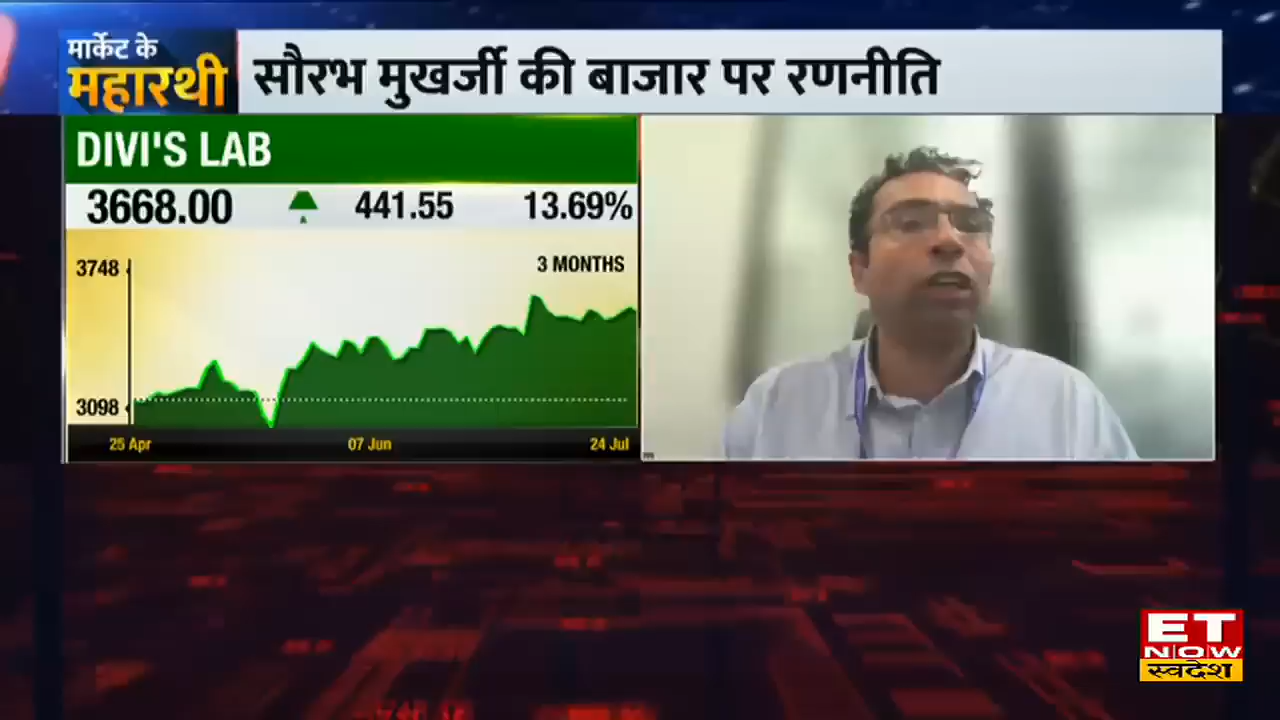 मार्केट के
महारथी
सौरभ मुखर्जी की बाजार पर रणनीति
DIVI'S LAB
3668.00 441.55 13.69%
3 MONTHS
3748
3098
25 Apr 07 Jun 24 Jul
ET
NOW
स्वदेश